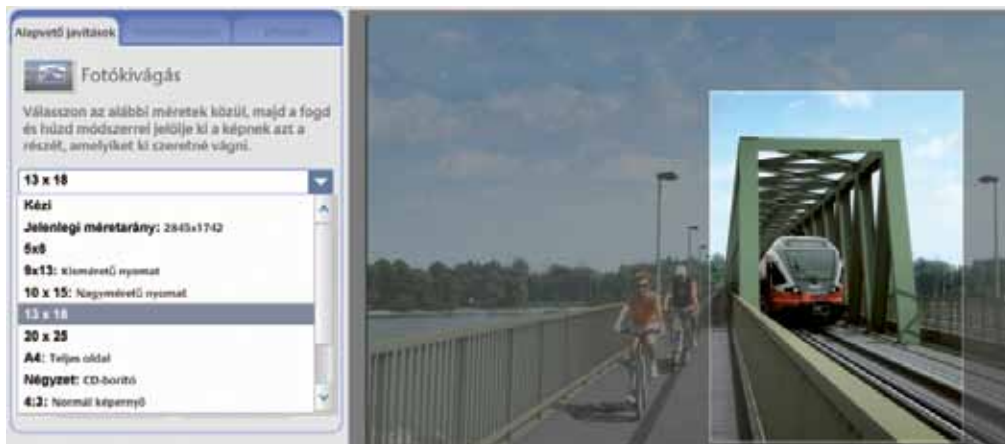 Alapvető javítások
Fotókivágás
Válasszon az alábbi méretek közül, majd a fogd
és húzd módszerrel jelölje ki a képnek azt a
részét, amelyiket ki szeretné vágni.
13 x 18
Kézi
Jelenlegi méretarány: 2845x1742
5x8
9x13: Kisméretű nyomat
10 x 15: Nagyméretű nyomat
13 x 18
20 x 25
A4: Teljes oldal
Négyzet: CD-borító
4:3: Normál képernyő